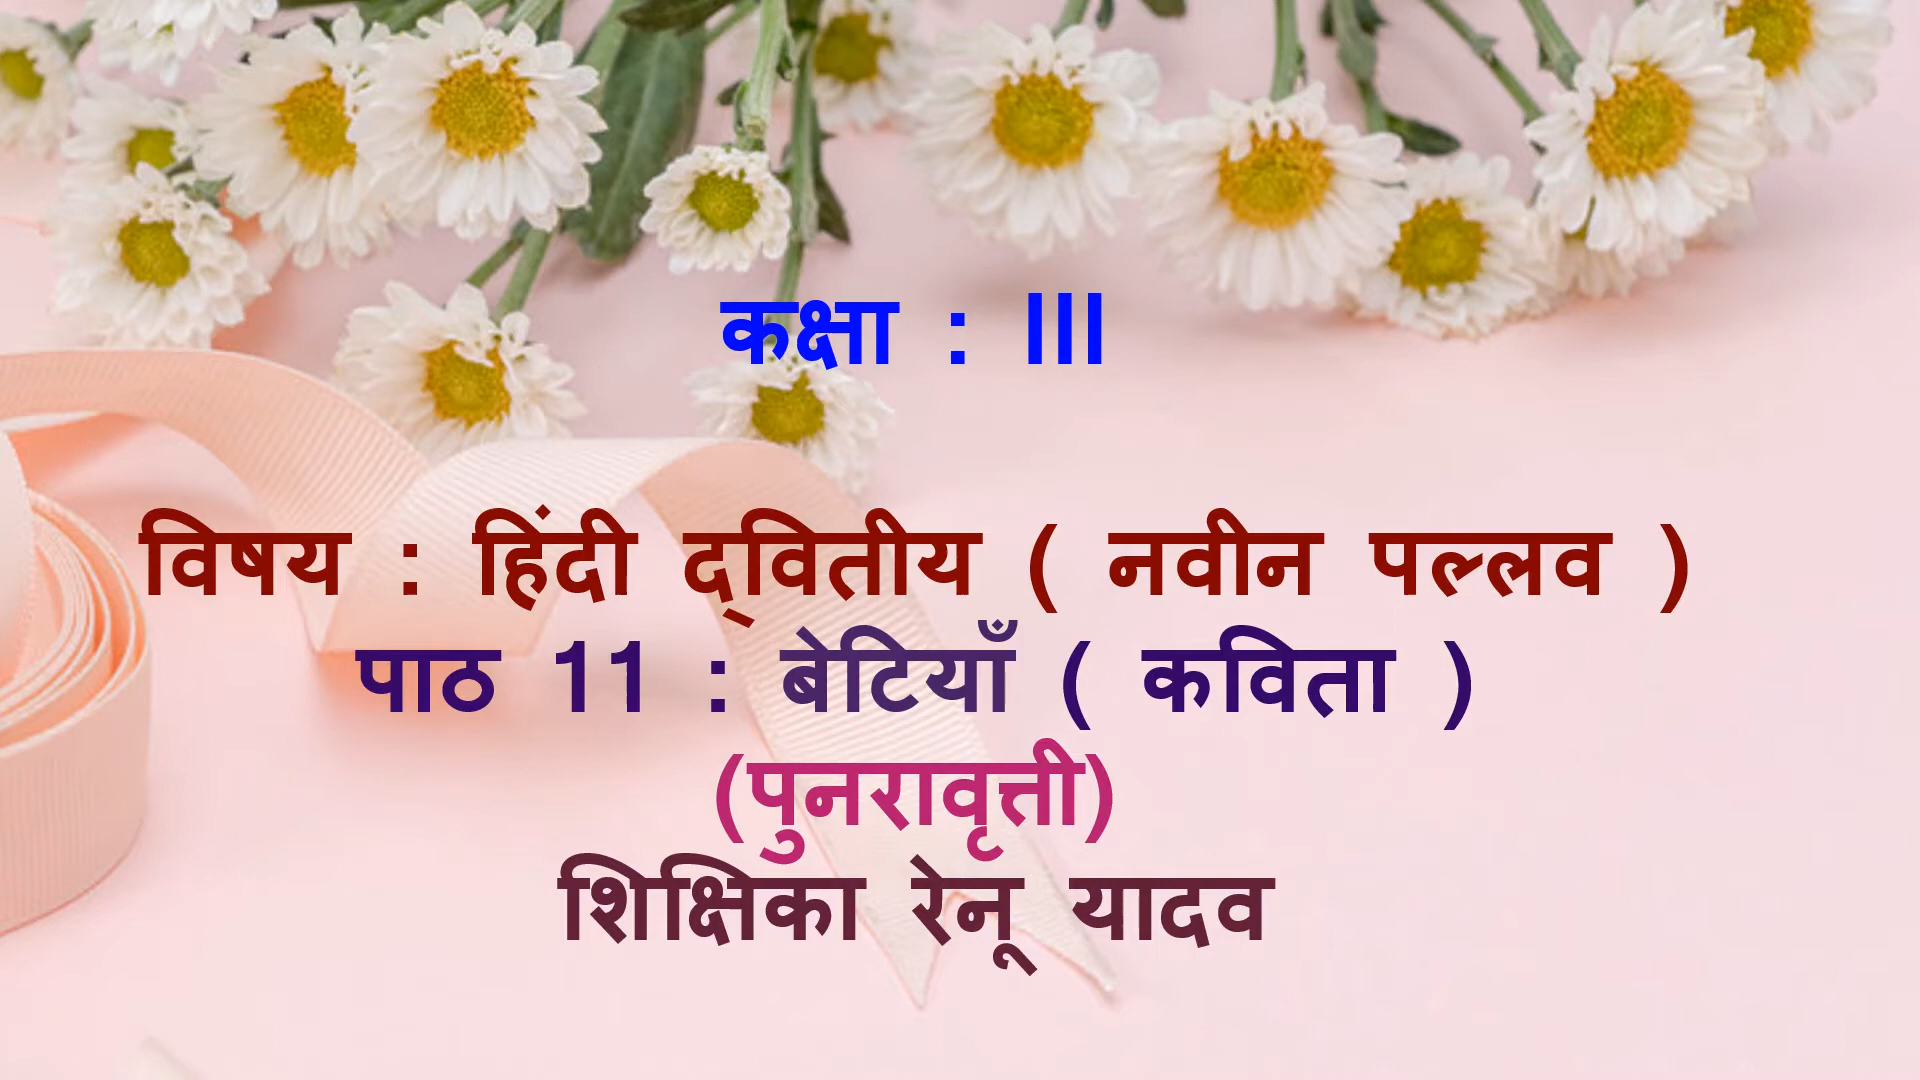 कक्षा : III
विषय : हिंदी द्‌वितीय ( नवीन पल्लव )
पाठ 11 : बेटियाँ ( कविता )
(पुनरावृत्ती)
शिक्षिका रेनू यादव